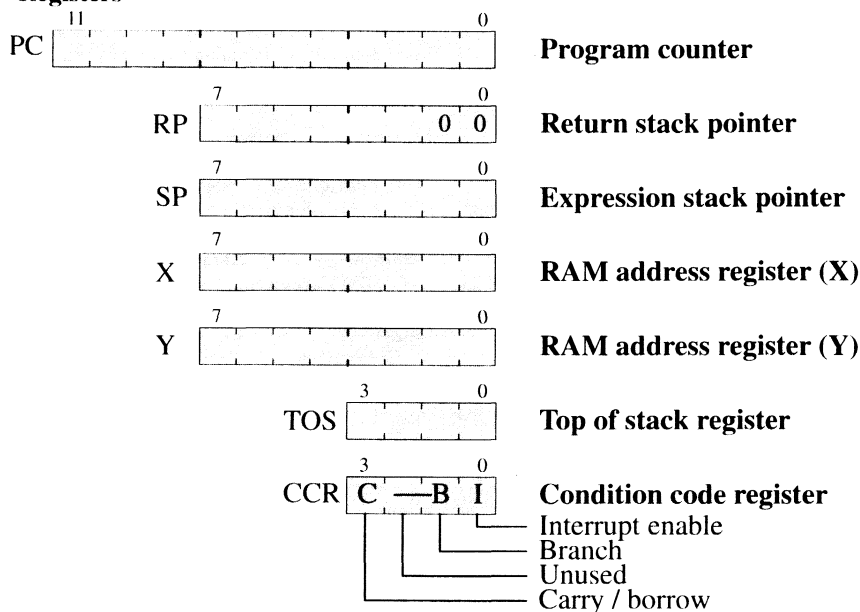 11 0
PC Program counter
7 0
RP 0 0 Return stack pointer
7 0
SP Expression stack pointer
7 0
X RAM address register (X)
7 0
Y RAM address register (Y)
3 0
TOS Top of stack register
3 0
CCR C — B I Condition code register
Interrupt enable
Branch
Unused
Carry / borrow